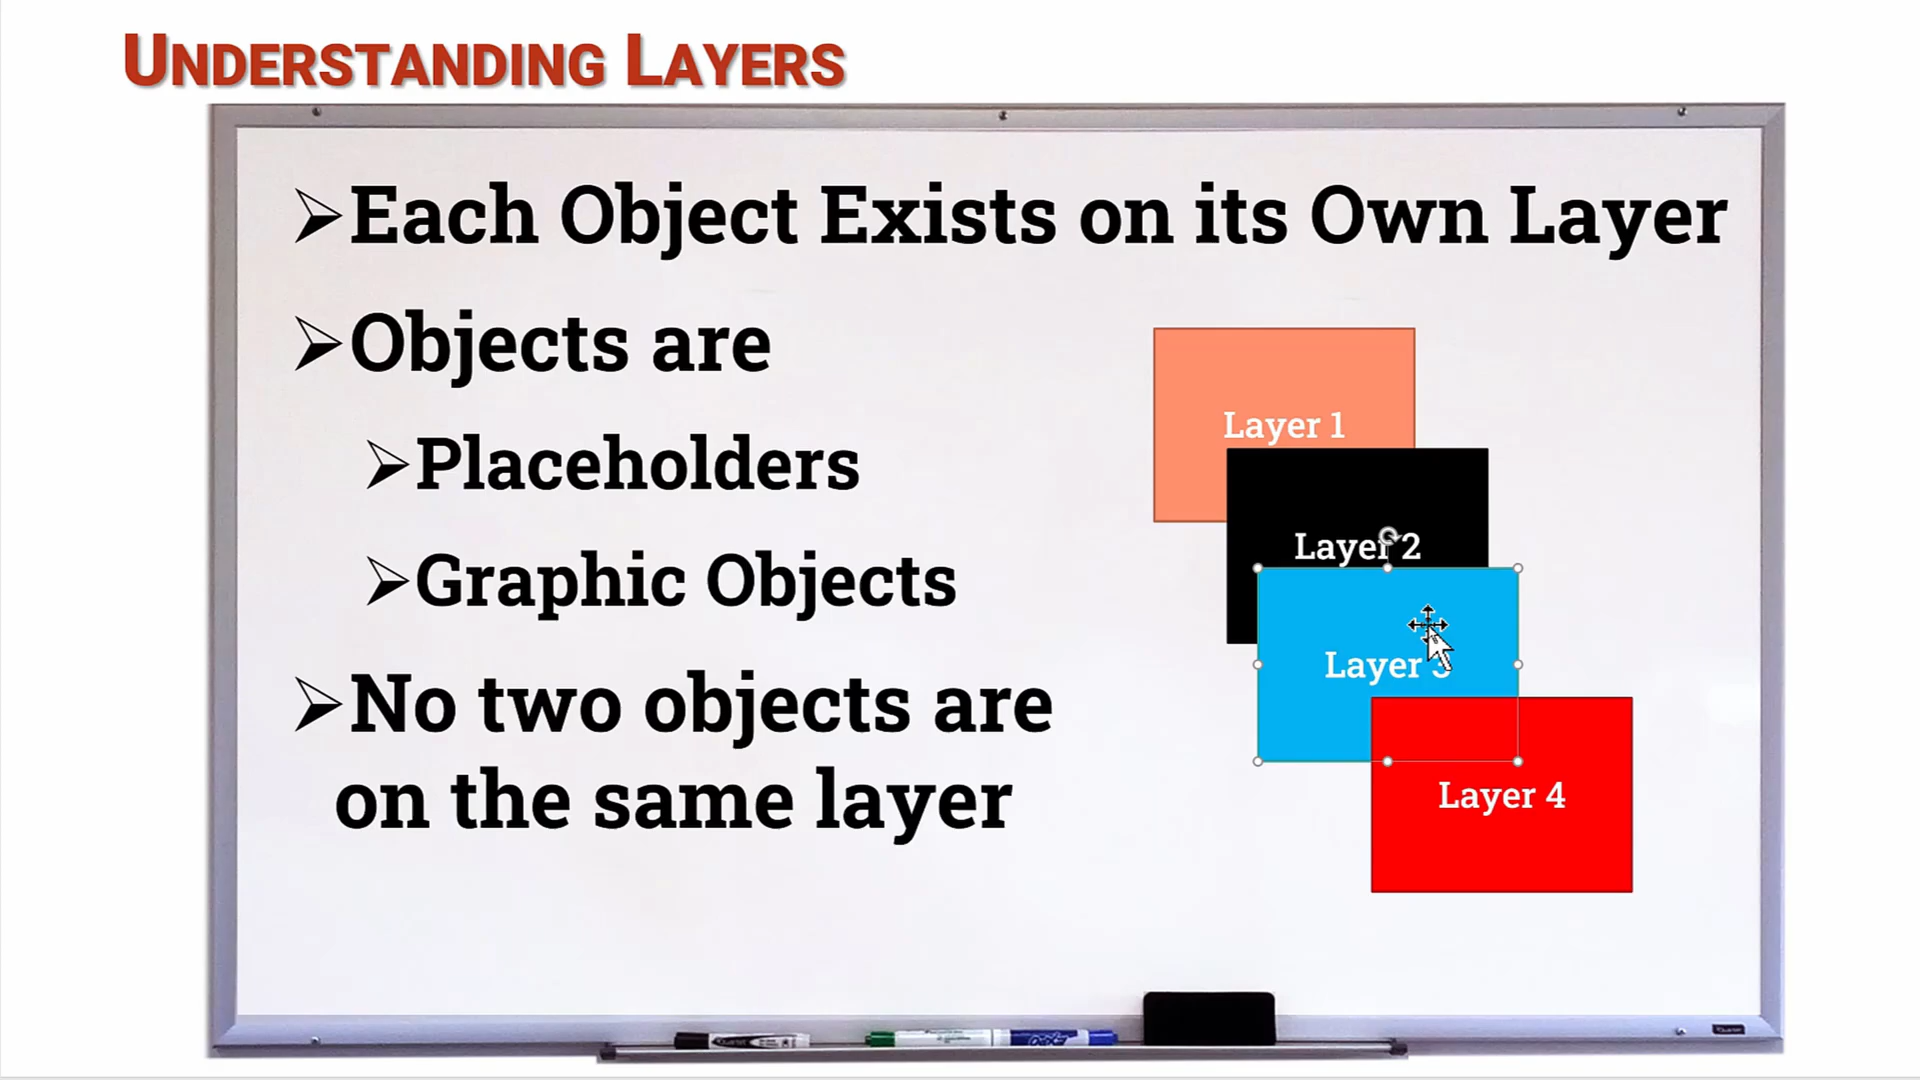 UNDERSTANDING LAYERS
Each Object Exists on its Own Layer
Objects are
Placeholders
Graphic Objects
No two objects are
on the same layer
Layer 1
Layer 2
Layer 3
Layer 4